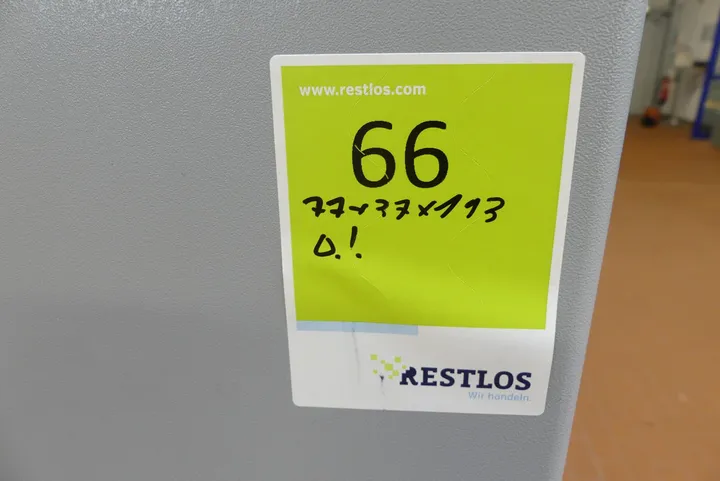 www.restlos.com
66
77x37x113
D.!.
RESTLOS
Wir handeln.